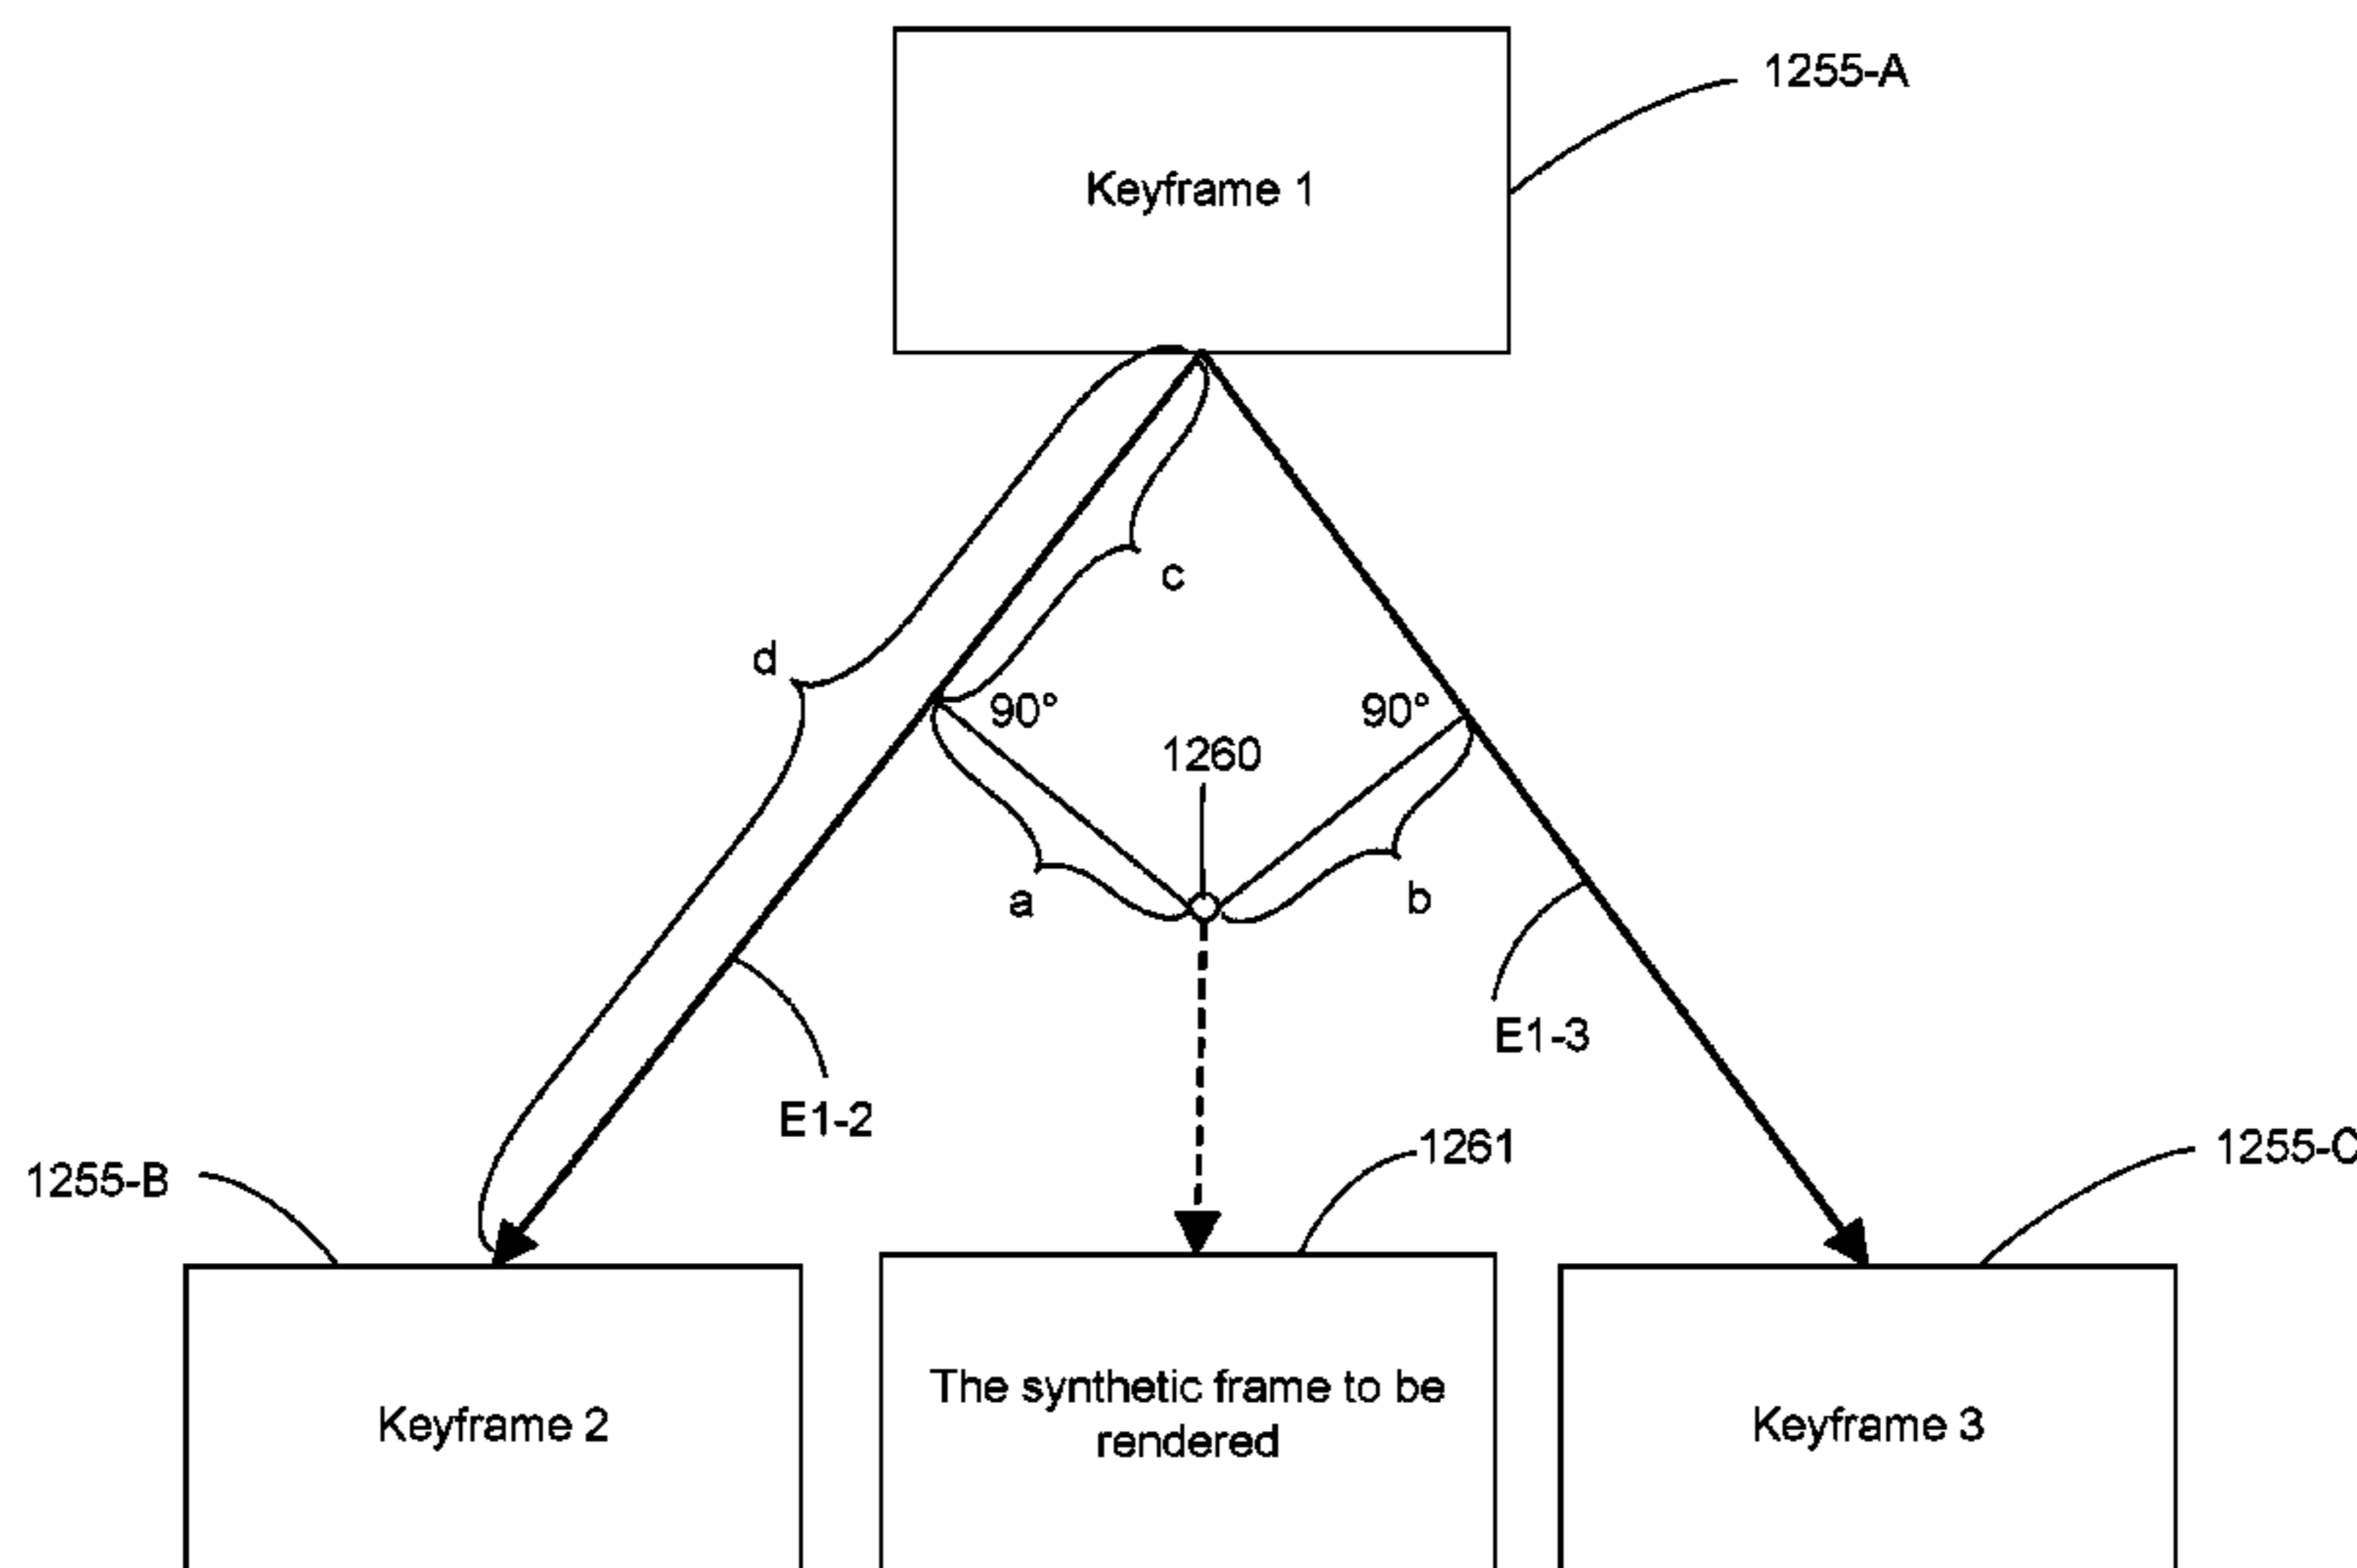 1255-A
Keyframe 1
c
d
90°
90°
1260
a
b
E1-3
E1-2
1261
1255-B
1255-C
The synthetic frame to be
rendered
Keyframe 2
Keyframe 3